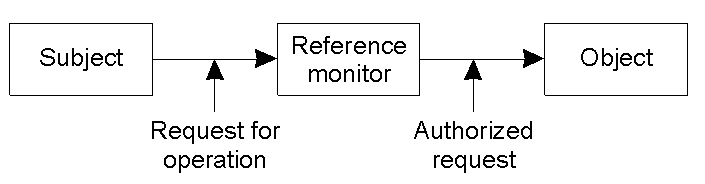 Subject
Reference
monitor
Object
Request for
operation
Authorized
request